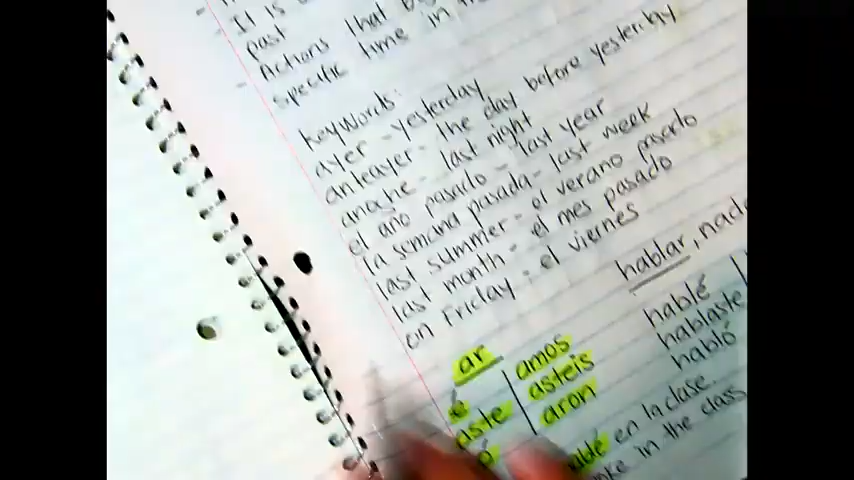 It is
past
Actions that
specific time in
Keywords:
ayer - yesterday
anteayer - the day before yesterday
anoche - last night
el año pasado - last year
la semana pasada - last week
last summer - el verano pasado
last month - el mes pasado
on Friday - el viernes
hablar,
ar
é | amos
aste | asteis
ó | aron
hablé
hablaste
habló
en la clase.
in the class